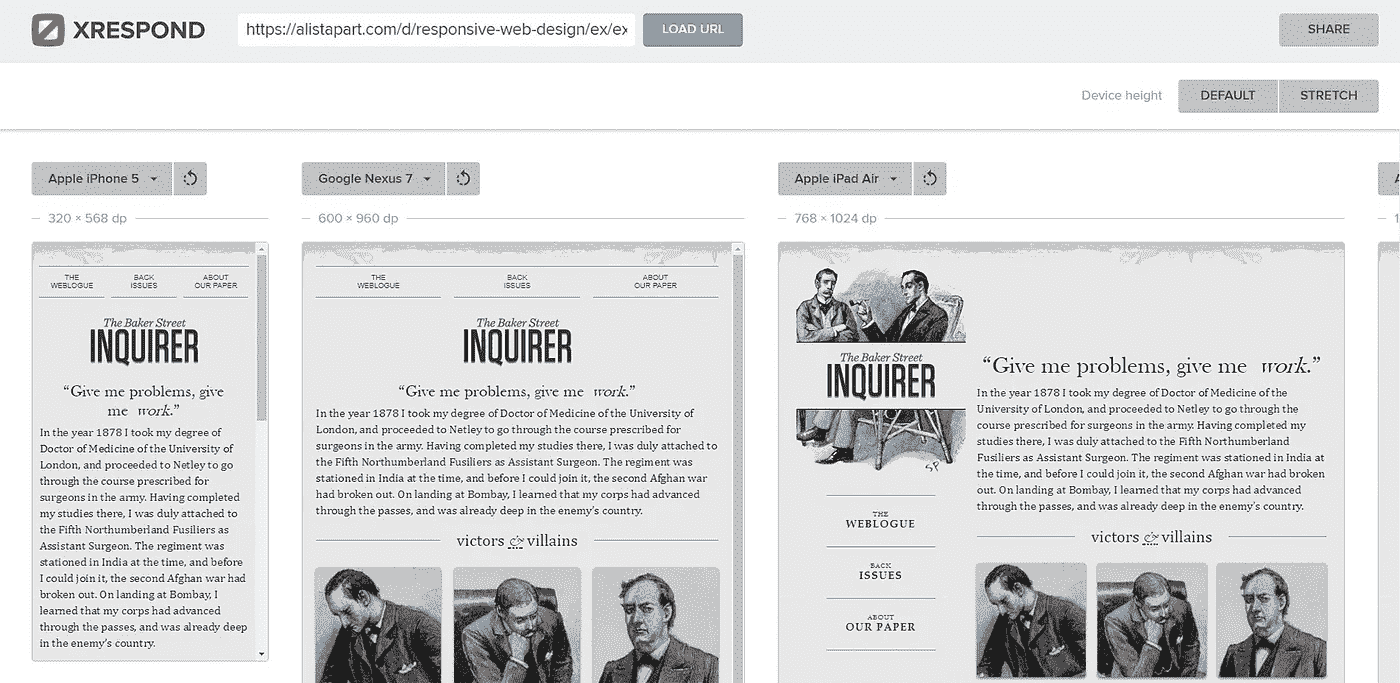 XRESPOND
https://alistapart.com/d/responsive-web-design/ex/ex
LOAD URL
SHARE
Device height
DEFAULT
STRETCH
Apple iPhone 5
Google Nexus 7
Apple iPad Air
320 × 568 dp
600 × 960 dp
768 × 1024 dp
THE
WEBLOGUE
BACK
ISSUES
ABOUT
OUR PAPER
The Baker Street
INQUIRER
“Give me problems, give
me work.”
In the year 1878 I took my degree of
Doctor of Medicine of the University of
London, and proceeded to Netley to go
through the course prescribed for
surgeons in the army. Having completed
my studies there, I was duly attached to
the Fifth Northumberland Fusiliers as
Assistant Surgeon. The regiment was
stationed in India at the time, and before
I could join it, the second Afghan war had
broken out. On landing at Bombay, I
learned that my corps had advanced
through the passes, and was already deep
in the enemy’s country.
THE
WEBLOGUE
BACK
ISSUES
ABOUT
OUR PAPER
The Baker Street
INQUIRER
“Give me problems, give me work.”
In the year 1878 I took my degree of Doctor of Medicine of the University of
London, and proceeded to Netley to go through the course prescribed for
surgeons in the army. Having completed my studies there, I was duly attached to
the Fifth Northumberland Fusiliers as Assistant Surgeon. The regiment was
stationed in India at the time, and before I could join it, the second Afghan war
had broken out. On landing at Bombay, I learned that my corps had advanced
through the passes, and was already deep in the enemy’s country.
victors & villains
The Baker Street
INQUIRER
SP
THE
WEBLOGUE
BACK
ISSUES
ABOUT
OUR PAPER
“Give me problems, give me work.”
In the year 1878 I took my degree of Doctor of Medicine of the
University of London, and proceeded to Netley to go through the
course prescribed for surgeons in the army. Having completed my
studies there, I was duly attached to the Fifth Northumberland
Fusiliers as Assistant Surgeon. The regiment was stationed in India at
the time, and before I could join it, the second Afghan war had broken
out. On landing at Bombay, I learned that my corps had advanced
through the passes, and was already deep in the enemy’s country.
victors & villains